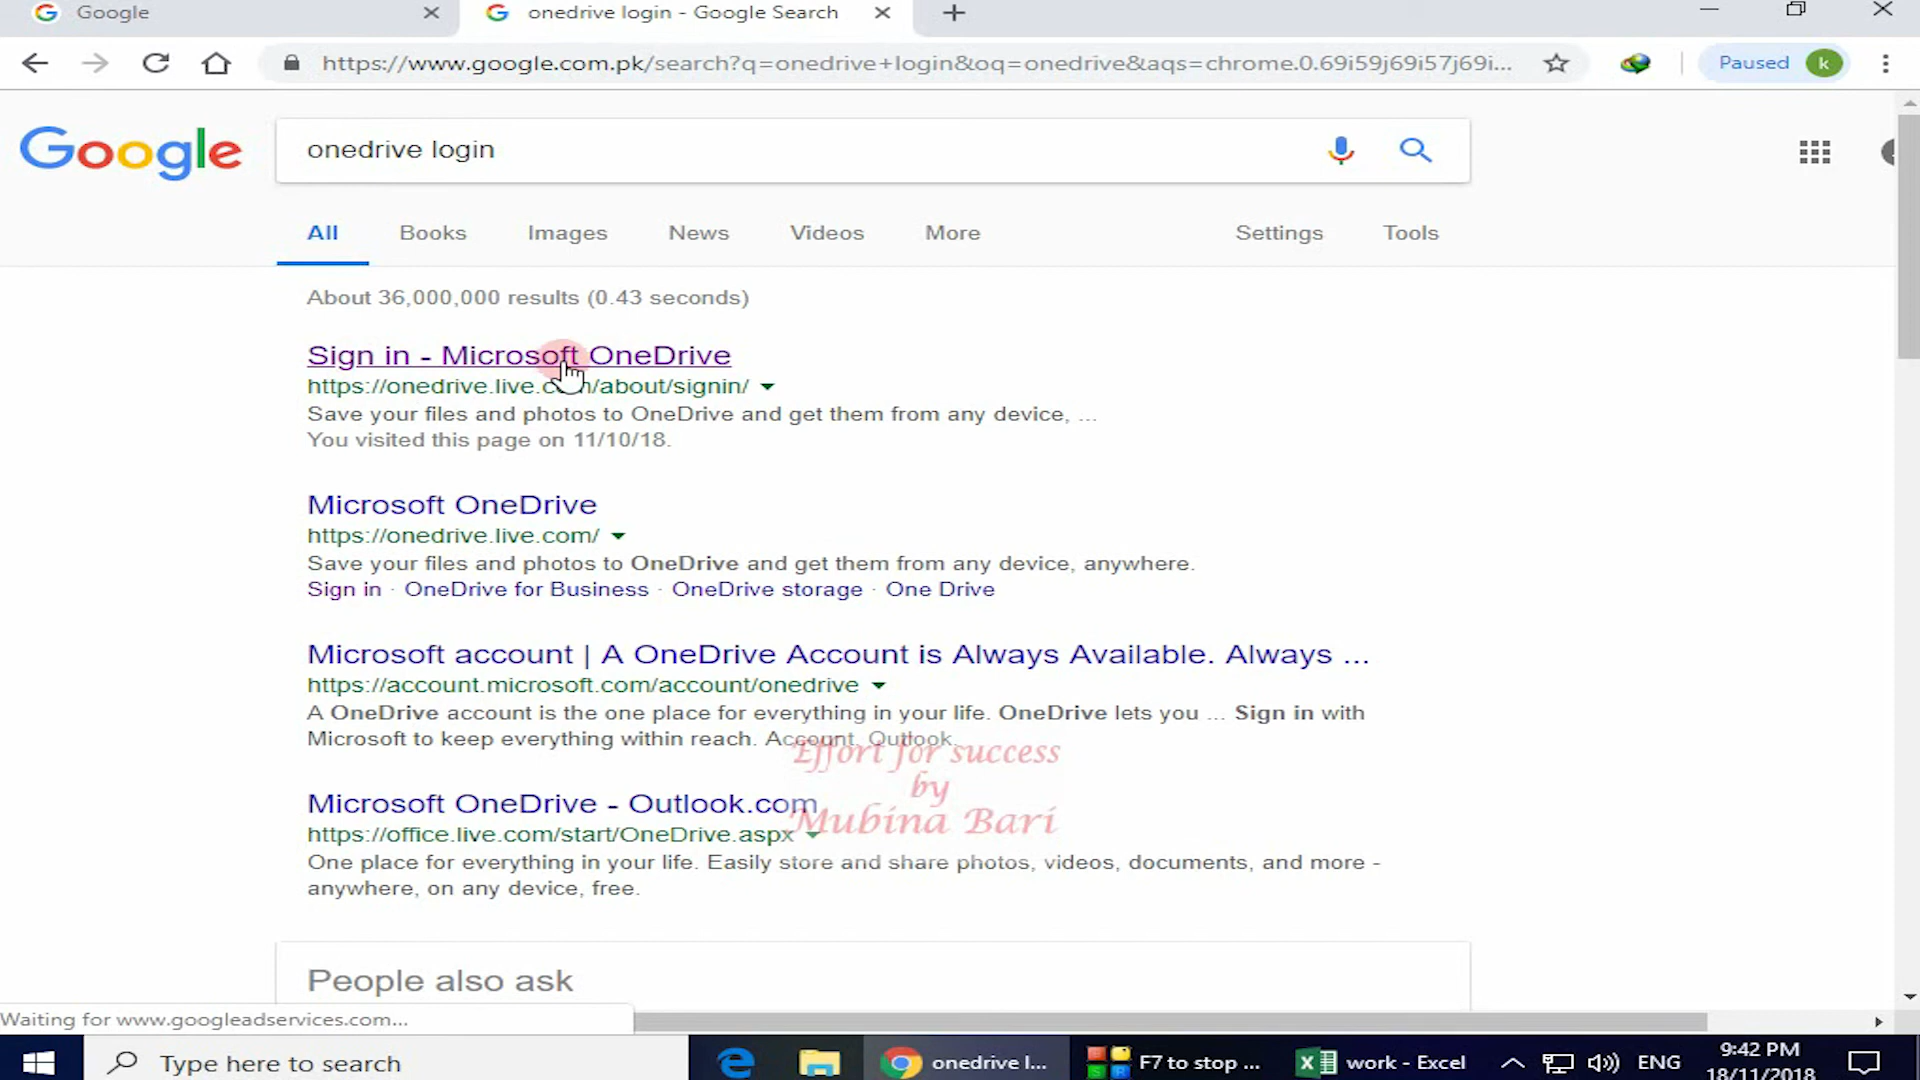 Google
onedrive login - Google Search
https://www.google.com.pk/search?q=onedrive+login&oq=onedrive&aqs=chrome.0.69i59j69i57j69i...
Paused
k
Google
onedrive login
All
Books
Images
News
Videos
More
Settings
Tools
About 36,000,000 results (0.43 seconds)
Sign in - Microsoft OneDrive
https://onedrive.live.com/about/signin/
Save your files and photos to OneDrive and get them from any device, ...
You visited this page on 11/10/18.
Microsoft OneDrive
https://onedrive.live.com/
Save your files and photos to OneDrive and get them from any device, anywhere.
Sign in · OneDrive for Business · OneDrive storage · One Drive
Microsoft account | A OneDrive Account is Always Available. Always ...
https://account.microsoft.com/account/onedrive
A OneDrive account is the one place for everything in your life. OneDrive lets you ... Sign in with
Microsoft to keep everything within reach. Account. Outlook.
Effort for success
by
Mubina Bari
Microsoft OneDrive - Outlook.com
https://office.live.com/start/OneDrive.aspx
One place for everything in your life. Easily store and share photos, videos, documents, and more -
anywhere, on any device, free.
People also ask
Waiting for www.googleadservices.com...
Type here to search
onedrive l...
F7 to stop ...
work - Excel
ENG
9:42 PM
18/11/2018